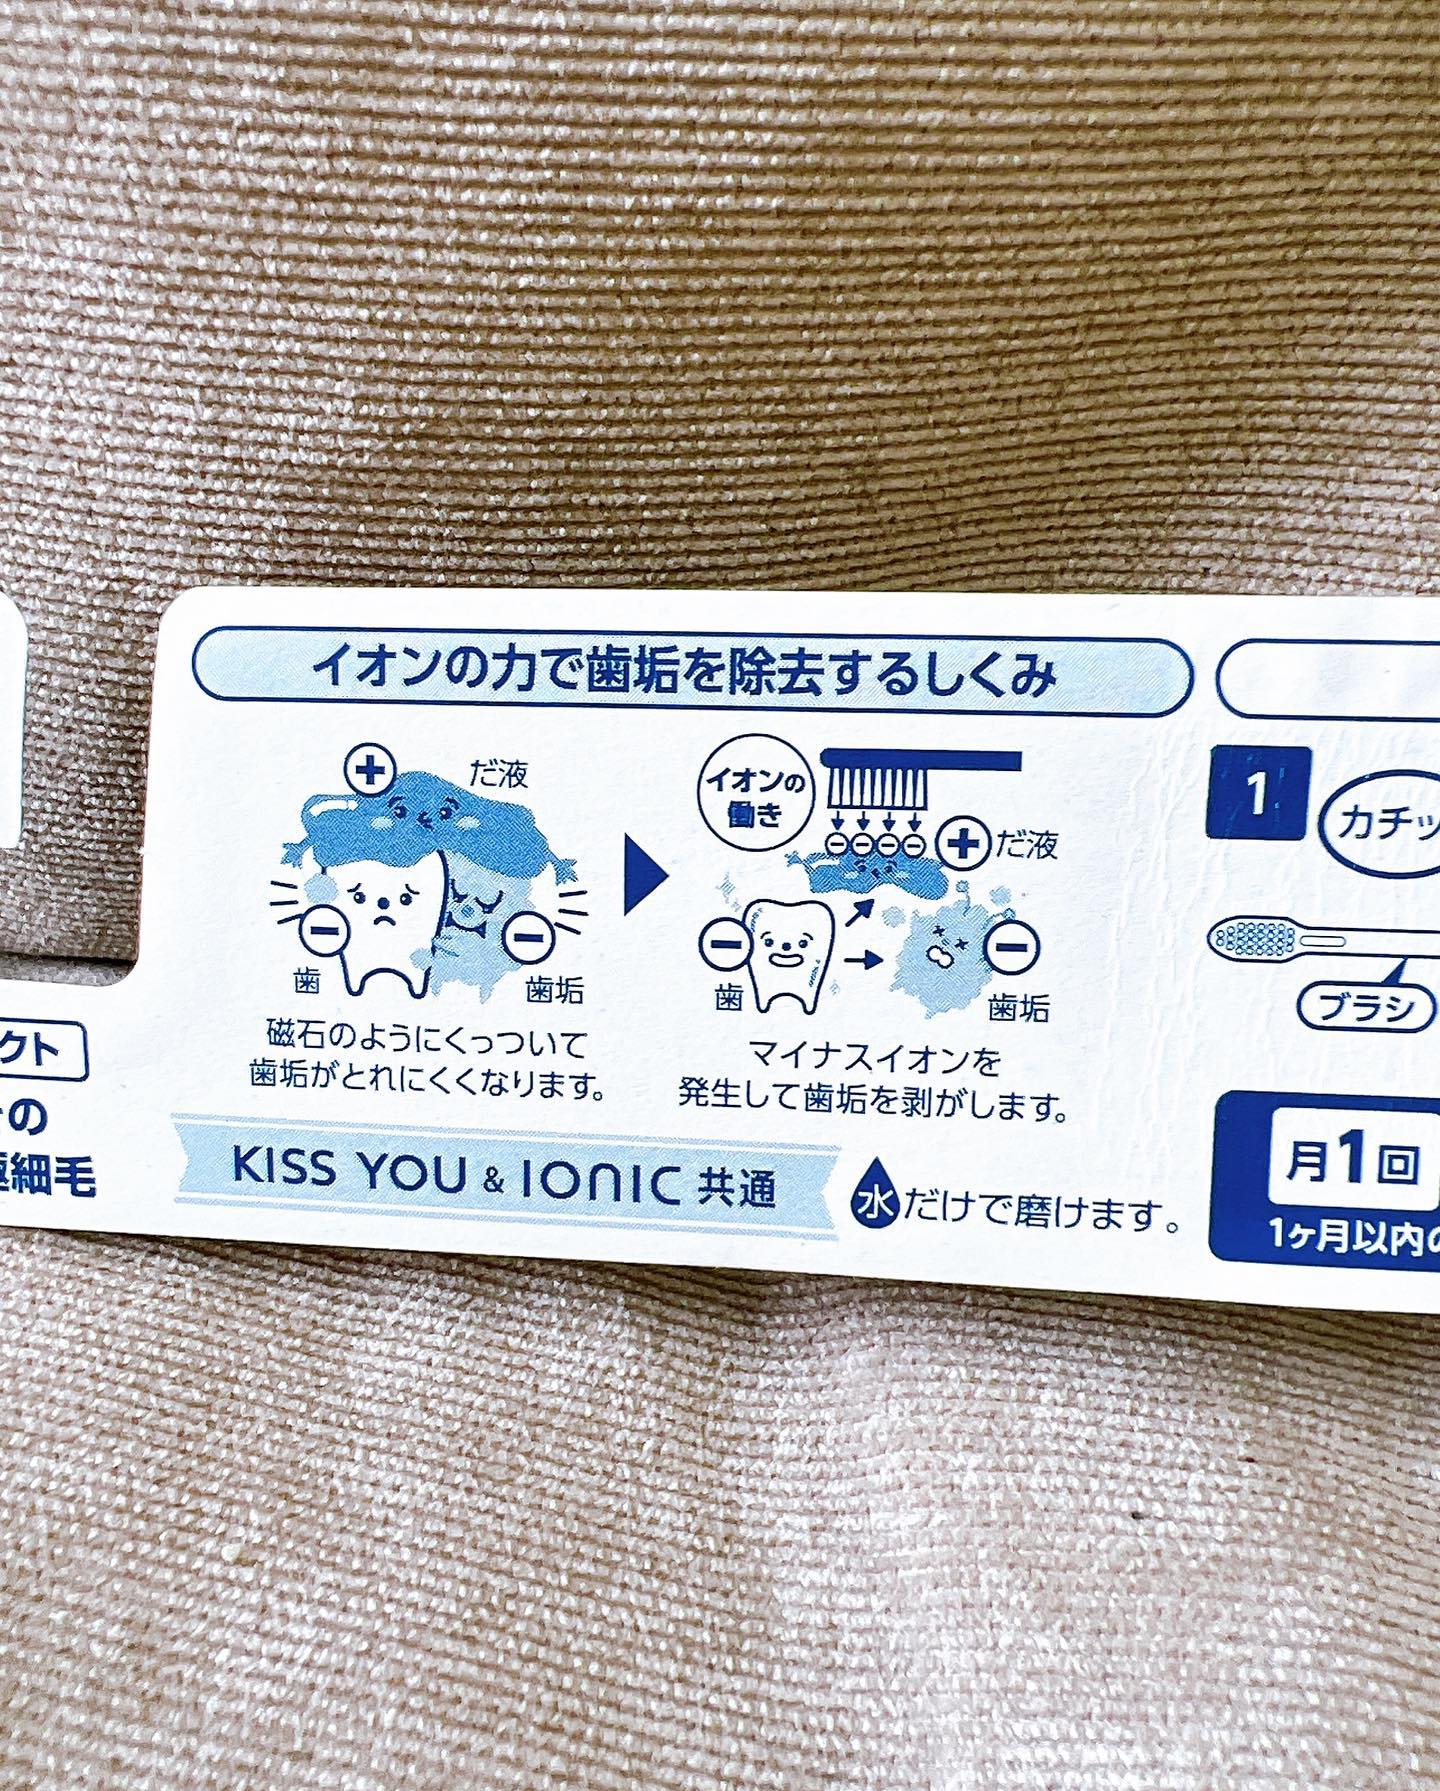 イオンの力で歯垢を除去するしくみ
だ液
歯
歯垢
磁石のようにくっついて
歯垢がとれにくくなります。
イオンの
働き
だ液
歯
歯垢
マイナスイオンを
発生して歯垢を剥がします。
KISS YOU & IONIC 共通
水だけで磨けます。
クト
の
細毛
1
カチッ
ブラシ
月1回
1ヶ月以内の